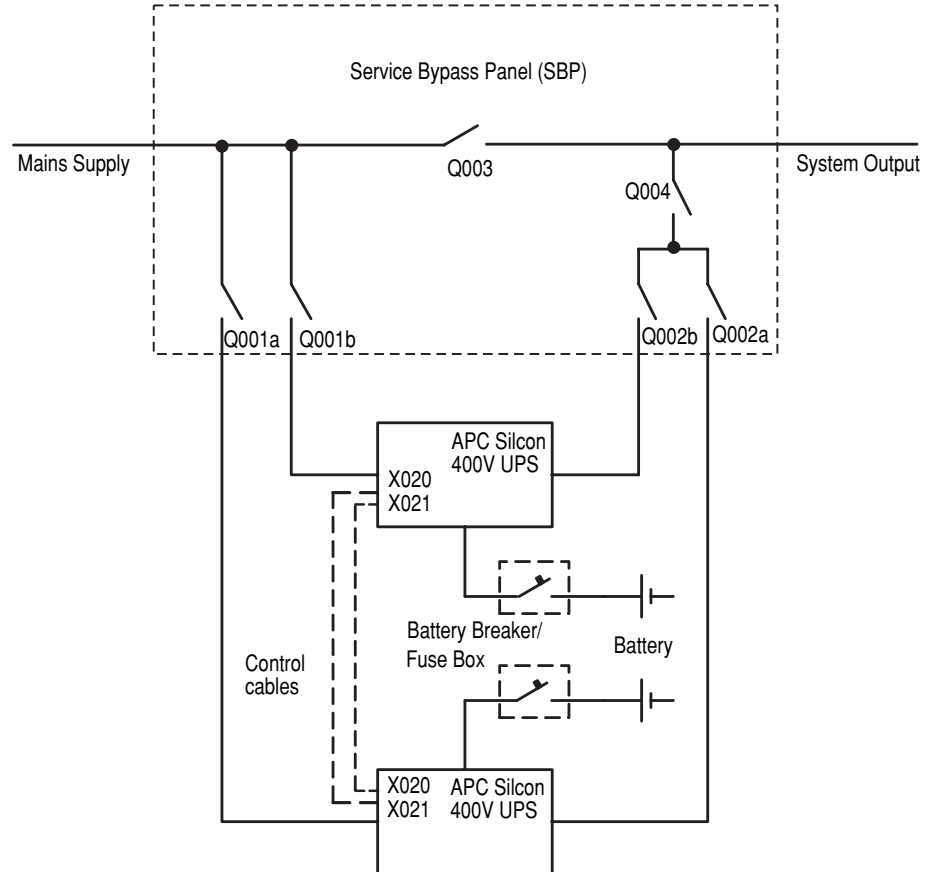 Service Bypass Panel (SBP)
Mains Supply
Q003
System Output
Q004
Q001a
Q001b
Q002b
Q002a
APC Silcon
400V UPS
X020
X021
Battery Breaker/
Fuse Box
Battery
Control
cables
X020
X021
APC Silcon
400V UPS